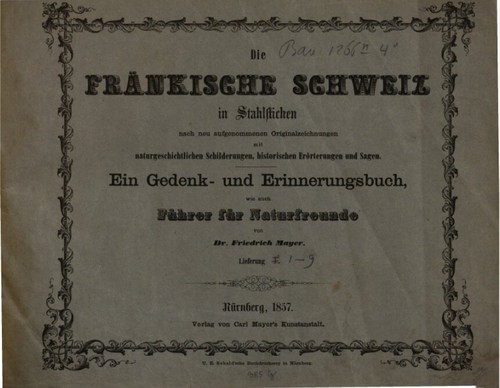 Die
Bav. 1266 m 4°
FRÄNKISCHE SCHWEIZ
in Stahlstichen
nach neu aufgenommenen Originalzeichnungen
mit
naturgeschichtlichen Schilderungen, historischen Erörterungen und Sagen.
Ein Gedenk- und Erinnerungsbuch,
wie auch
Führer für Naturfreunde
von
Dr. Friedrich Mayer.
Lieferung 1-9
Nürnberg, 1857.
Verlag von Carl Mayer's Kunstanstalt.
in Nürnberg.